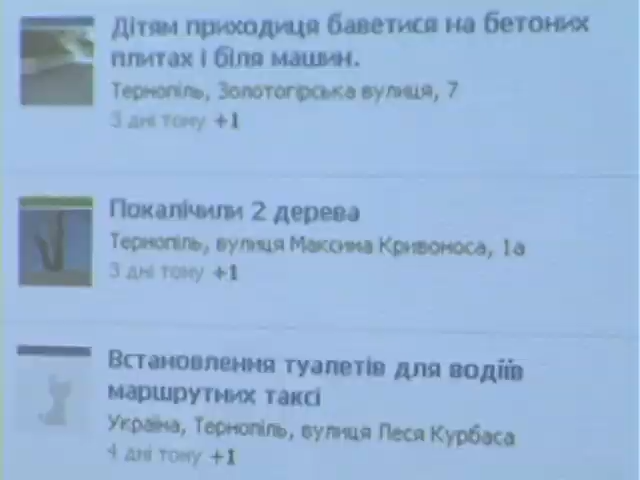 Дітям приходиця баветися на бетоних
плитах і біля машин.
Тернопіль, Золотогірська вулиця, 7
3 дні тому +1
Покалічили 2 дерева
Тернопіль, вулиця Максима Кривоноса, 1а
3 дні тому +1
Встановлення туалетів для водіїв
маршрутних таксі
Україна, Тернопіль, вулиця Леся Курбаса
4 дні тому +1